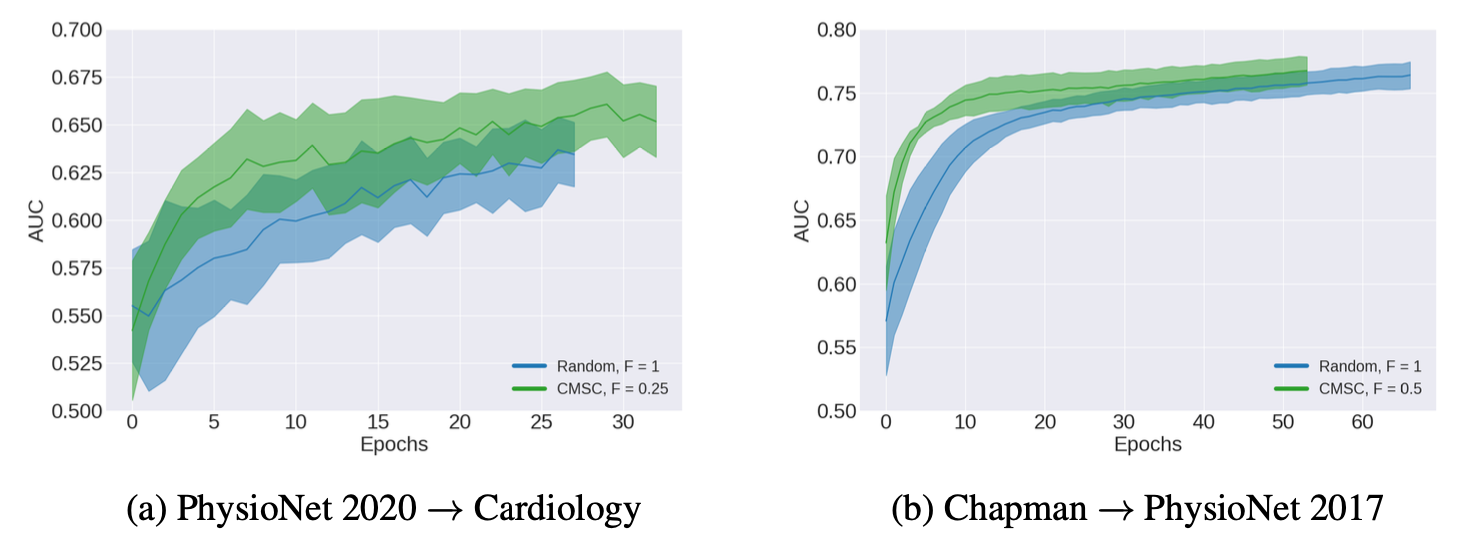 0.700
0.675
0.650
0.625
0.600
0.575
0.550
0.525
0.500
AUC
0 5 10 15 20 25 30
Epochs
Random, F = 1
CMSC, F = 0.25
(a) PhysioNet 2020 → Cardiology
0.80
0.75
0.70
0.65
0.60
0.55
0.50
AUC
0 10 20 30 40 50 60
Epochs
Random, F = 1
CMSC, F = 0.5
(b) Chapman → PhysioNet 2017